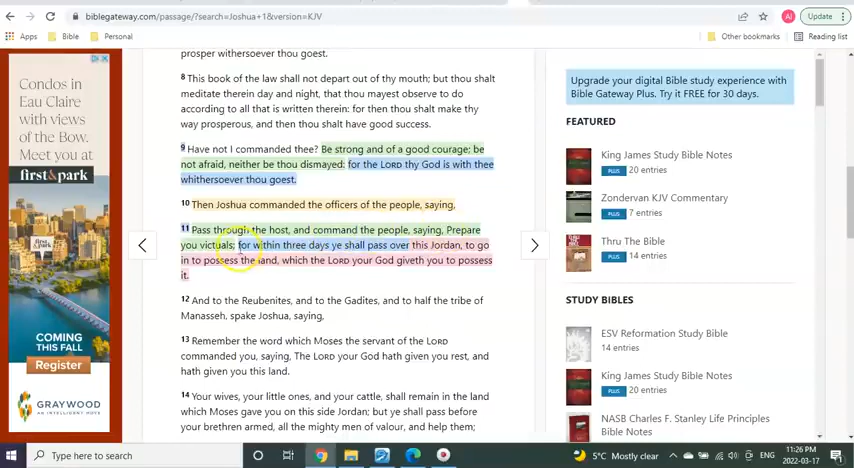 biblegateway.com/passage/?search=Joshua+1&version=KJV
AI
Update
Apps
Bible
Personal
Other bookmarks
Reading list
Condos in
Eau Claire
with views
of the Bow.
Meet you at
first&park
first
&park
COMING
THIS FALL
Register
GRAYWOOD
prosper withersoever thou goest.
8 This book of the law shall not depart out of thy mouth; but thou shalt
meditate therein day and night, that thou mayest observe to do
according to all that is written therein: for then thou shalt make thy
way prosperous, and then thou shalt have good success.
9 Have not I commanded thee? Be strong and of a good courage; be
not afraid, neither be thou dismayed: for the LORD thy God is with thee
whithersoever thou goest.
10 Then Joshua commanded the officers of the people, saying,
11 Pass through the host, and command the people, saying, Prepare
you victuals; for within three days ye shall pass over this Jordan, to go
in to possess the land, which the LORD your God giveth you to possess
it.
12 And to the Reubenites, and to the Gadites, and to half the tribe of
Manasseh, spake Joshua, saying,
13 Remember the word which Moses the servant of the LORD
commanded you, saying, The LORD your God hath given you rest, and
hath given you this land.
14 Your wives, your little ones, and your cattle, shall remain in the land
which Moses gave you on this side Jordan; but ye shall pass before
your brethren armed, all the mighty men of valour, and help them;
Upgrade your digital Bible study experience with
Bible Gateway Plus. Try it FREE for 30 days.
FEATURED
King James Study Bible Notes
PLUS 20 entries
Zondervan KJV Commentary
PLUS 7 entries
Thru The Bible
PLUS 14 entries
STUDY BIBLES
ESV Reformation Study Bible
14 entries
King James Study Bible Notes
PLUS 20 entries
NASB Charles F. Stanley Life Principles
Bible Notes
Type here to search
5°C Mostly clear
ENG
11:26 PM
2022-03-17